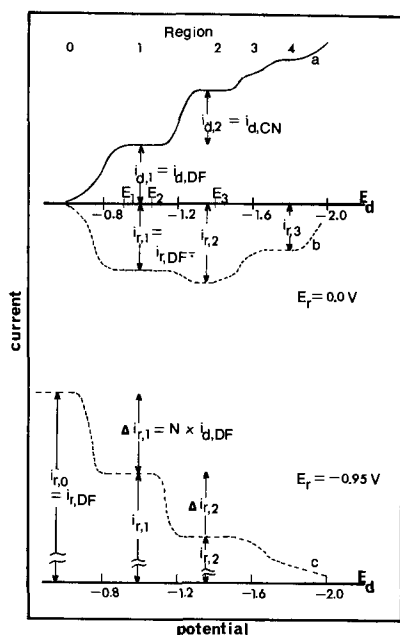 Region
0 1 2 3 4
a
i_d,2 = i_d,CN
i_d,1 = i_d,DF
E_1 E_2 E_3 E_d
−0.8 −1.2 −1.6 −2.0
i_r,1 = i_r,DF-
i_r,2
i_r,3
b
E_r = 0.0 V
current
Δ i_r,1 = N × i_d,DF
i_r,0 = i_r,DF
E_r = −0.95 V
Δ i_r,2
i_r,1
i_r,2
c
E_d
−0.8 −1.2 −1.6 −2.0
potential